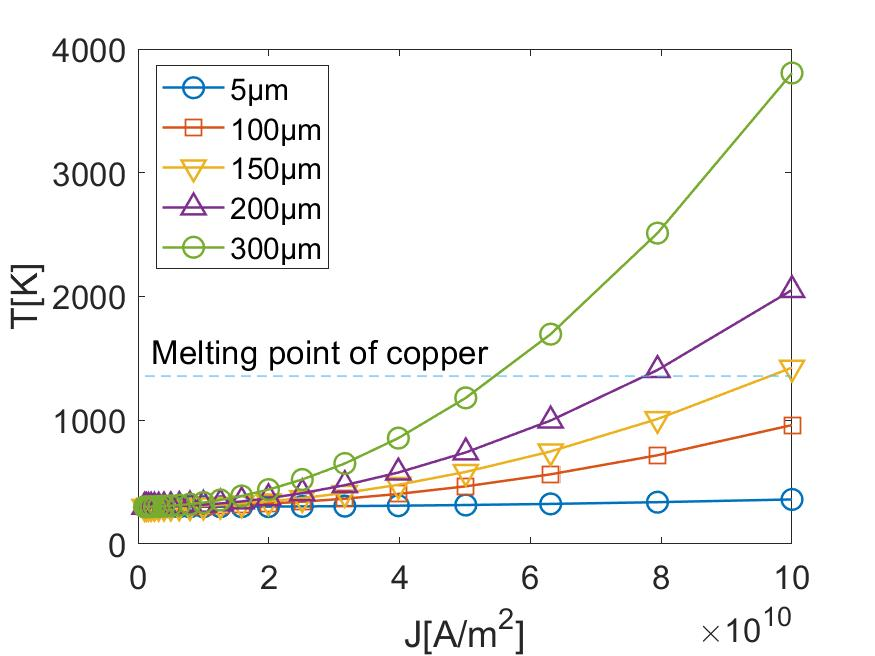 4000
3000
2000
1000
0
T[K]
5μm
100μm
150μm
200μm
300μm
Melting point of copper
0 2 4 6 8 10
J[A/m²]
×10¹⁰